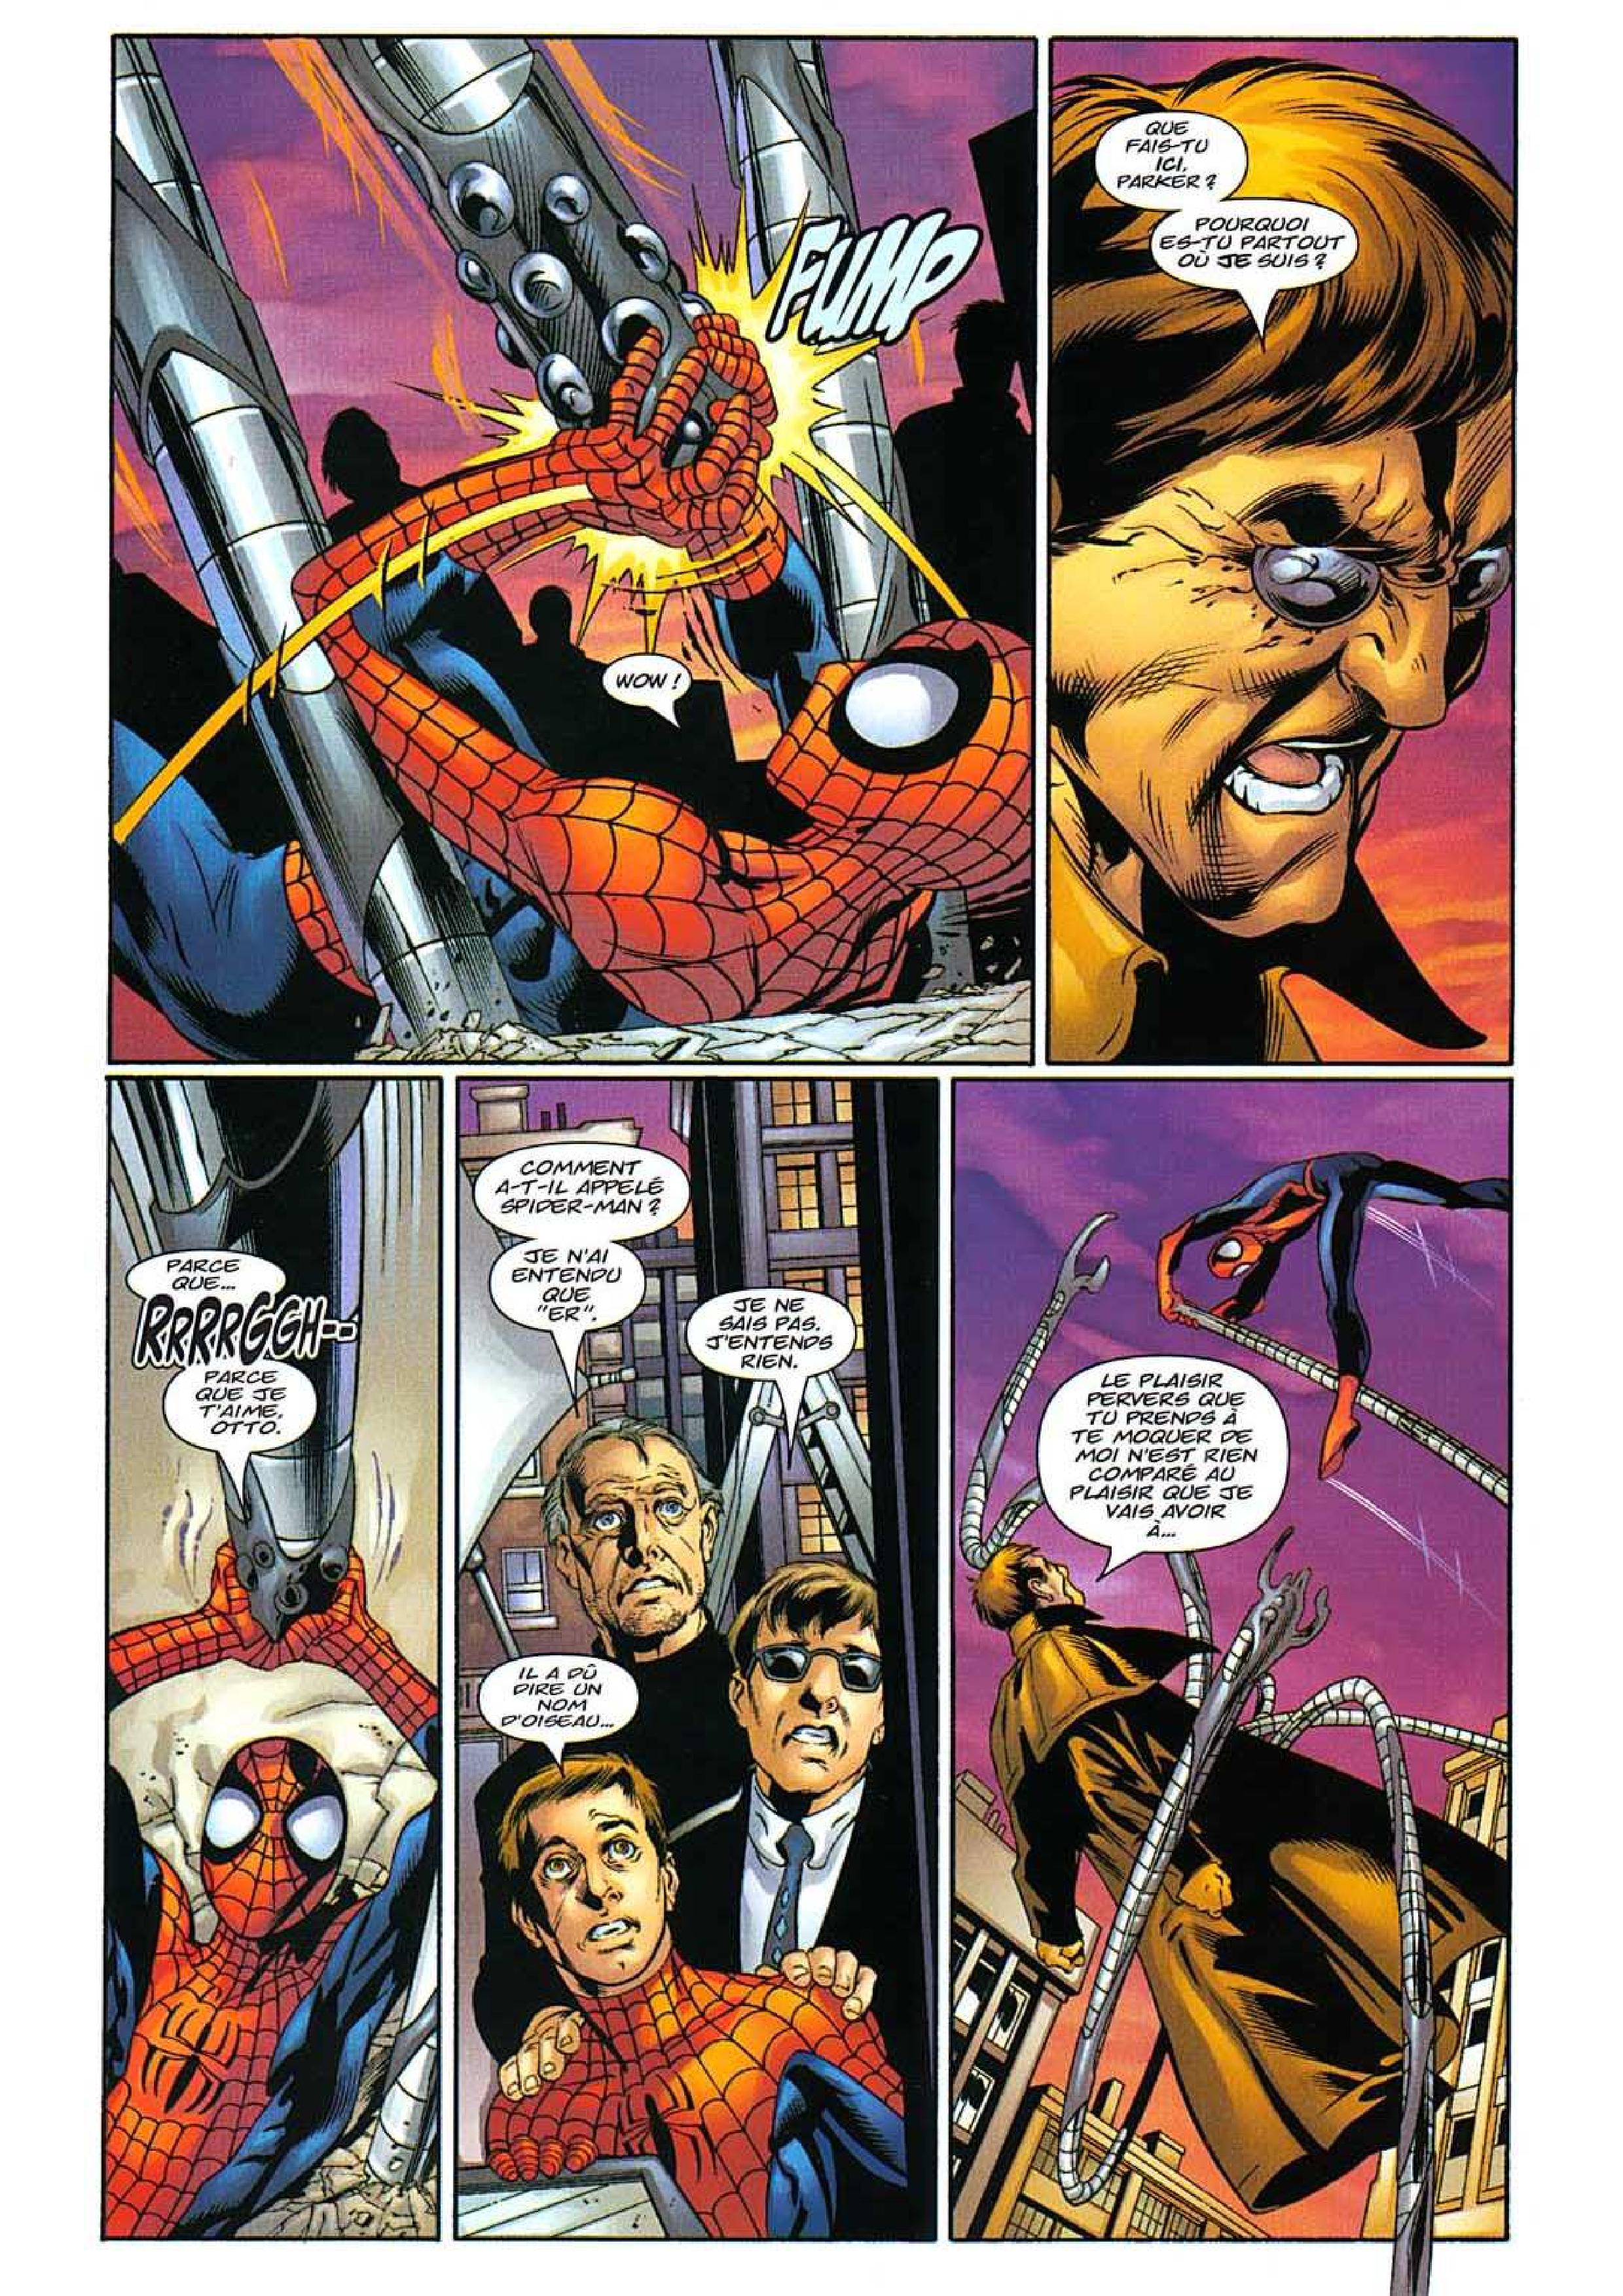 FUMP
WOW !
QUE
FAIS-TU
ICI,
PARKER ?
POURQUOI
ES-TU PARTOUT
OÙ JE SUIS ?
PARCE
QUE...
RRRRGGH--
PARCE
QUE JE
T'AIME,
OTTO.
COMMENT
A-T-IL APPELÉ
SPIDER-MAN ?
JE N'AI
ENTENDU
QUE
"ER".
JE NE
SAIS PAS.
J'ENTENDS
RIEN.
IL A DÛ
DIRE UN
NOM
D'OISEAU...
LE PLAISIR
PERVERS QUE
TU PRENDS À
TE MOQUER DE
MOI N'EST RIEN
COMPARÉ AU
PLAISIR QUE JE
VAIS AVOIR
À...